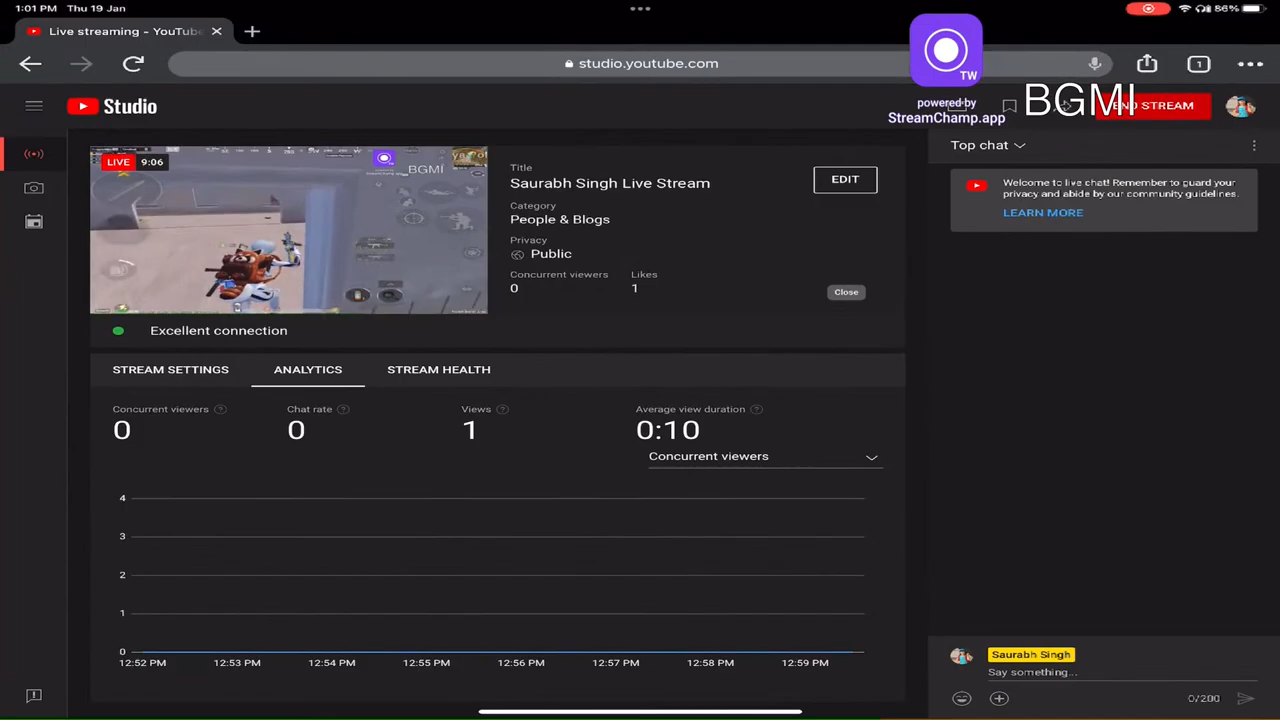 1:01 PM Thu 19 Jan
86%
Live streaming - YouTube
studio.youtube.com
1
TW
powered by
StreamChamp.app
BGMI
Studio
END STREAM
LIVE 9:06
BGMI
Title
Saurabh Singh Live Stream
EDIT
Category
People & Blogs
Privacy
Public
Concurrent viewers Likes
0 1
Close
Excellent connection
STREAM SETTINGS ANALYTICS STREAM HEALTH
Concurrent viewers Chat rate Views Average view duration
0 0 1 0:10
Concurrent viewers
4
3
2
1
0
12:52 PM 12:53 PM 12:54 PM 12:55 PM 12:56 PM 12:57 PM 12:58 PM 12:59 PM
Top chat
Welcome to live chat! Remember to guard your
privacy and abide by our community guidelines.
LEARN MORE
Saurabh Singh
Say something...
0/200